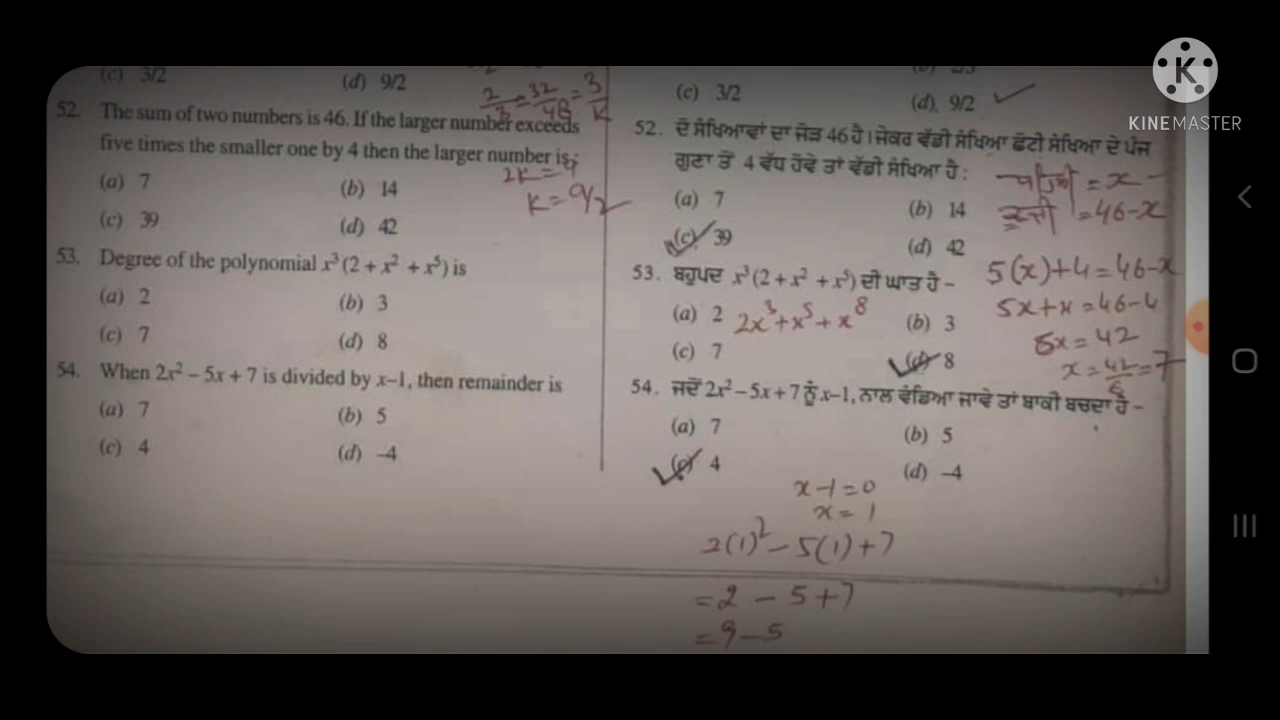 (c) 3/2
(d) 9/2
52. The sum of two numbers is 46. If the larger number exceeds
five times the smaller one by 4 then the larger number is :
(a) 7
(b) 14
(c) 39
(d) 42
53. Degree of the polynomial x³ (2 + x² + x⁵) is
(a) 2
(b) 3
(c) 7
(d) 8
54. When 2x² – 5x + 7 is divided by x–1, then remainder is
(a) 7
(b) 5
(c) 4
(d) –4
2/3 = 32/48 = 3/k
k = 9/2
(c) 3/2
(d) 9/2
52. ਦੋ ਸੰਖਿਆਵਾਂ ਦਾ ਜੋੜ 46 ਹੈ। ਜੇਕਰ ਵੱਡੀ ਸੰਖਿਆ ਛੋਟੀ ਸੰਖਿਆ ਦੇ ਪੰਜ
ਗੁਣਾ ਤੋਂ 4 ਵੱਧ ਹੋਵੇ ਤਾਂ ਵੱਡੀ ਸੰਖਿਆ ਹੈ :
(a) 7
(b) 14
(c) 39
(d) 42
= x
= 46-x
5(x)+4 = 46-x
5x+x = 46-4
6x = 42
x = 42/6 = 7
53. ਬਹੁਪਦ x³ (2 + x² + x⁵) ਦੀ ਘਾਤ ਹੈ –
(a) 2
2x³+x⁵+x⁸
(b) 3
(c) 7
(d) 8
54. ਜਦੋਂ 2x² – 5x + 7 ਨੂੰ x–1, ਨਾਲ ਵੰਡਿਆ ਜਾਵੇ ਤਾਂ ਬਾਕੀ ਬਚਦਾ ਹੈ –
(a) 7
(b) 5
(c) 4
(d) –4
x-1=0
x=1
2(1)² - 5(1)+7
=2 - 5+7
=9-5
K
KINEMASTER